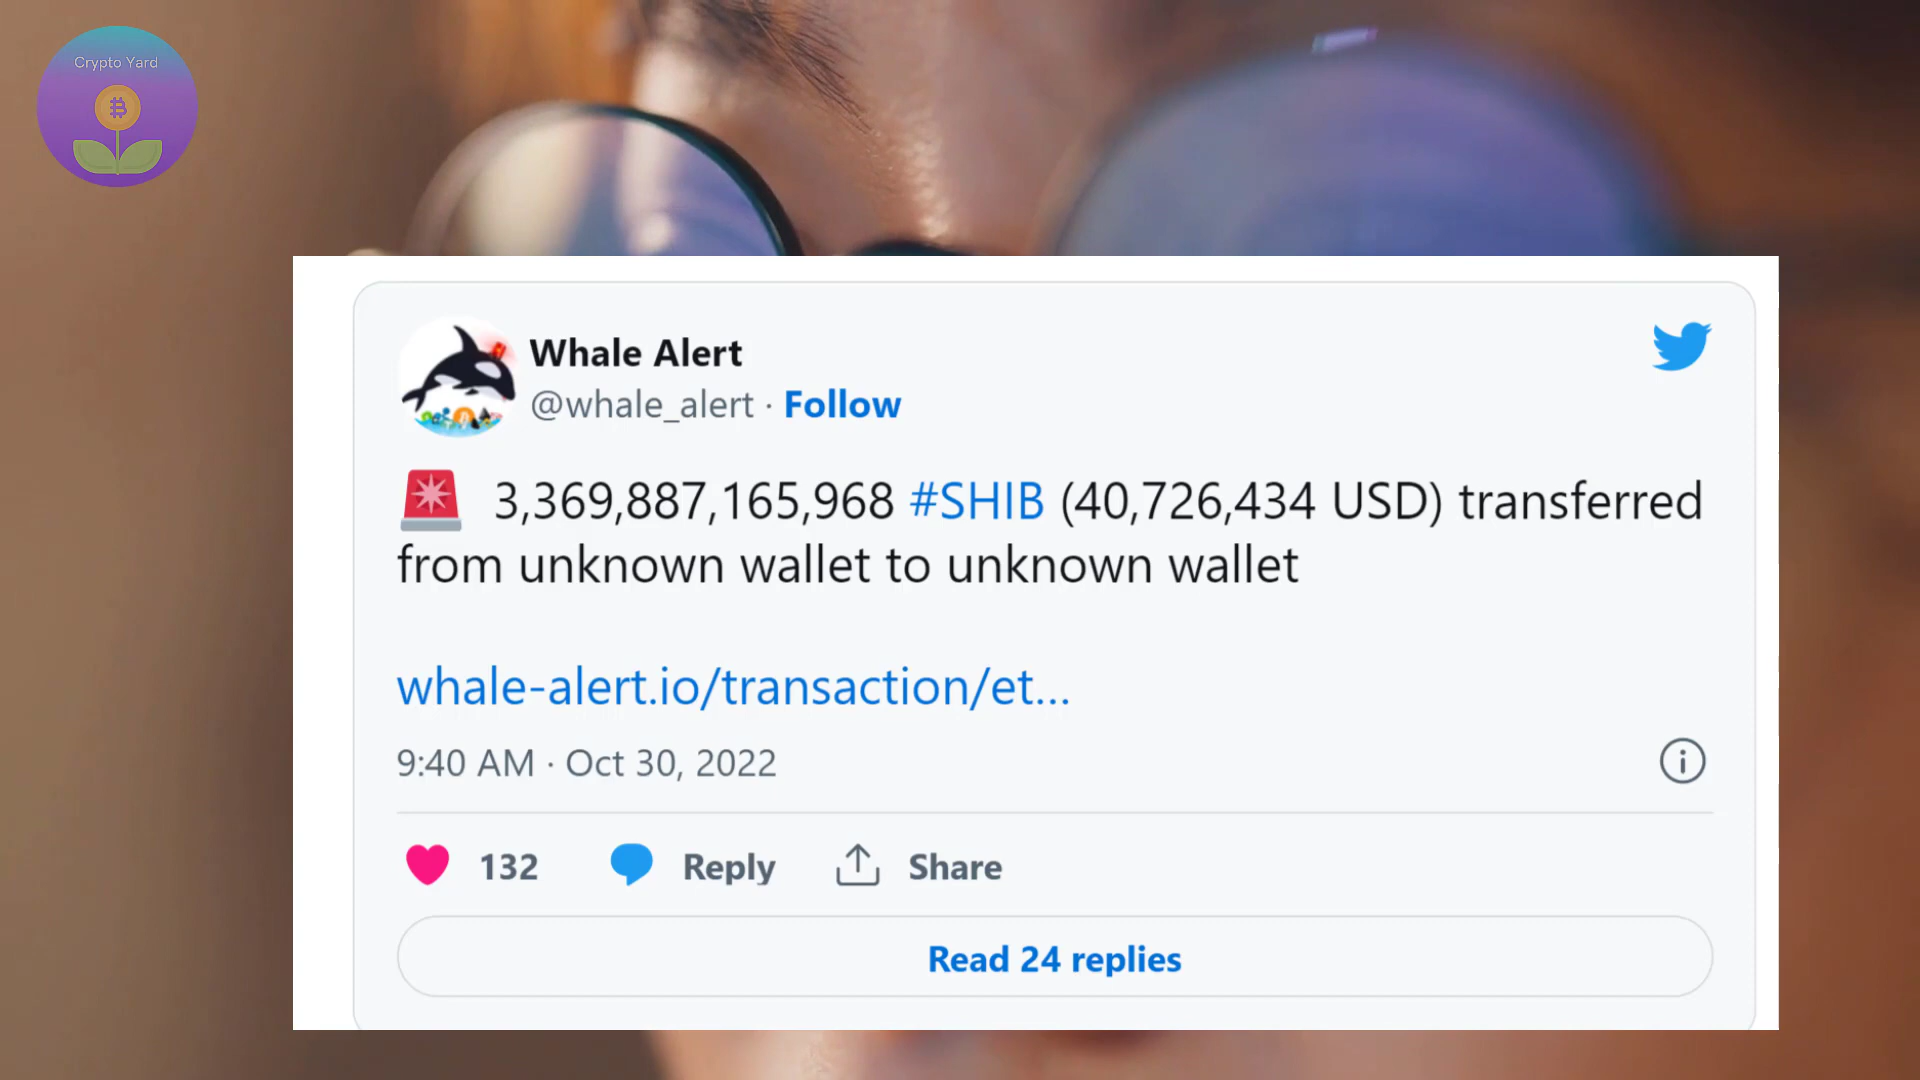 Crypto Yard
Whale Alert
@whale_alert · Follow
🚨 3,369,887,165,968 #SHIB (40,726,434 USD) transferred
from unknown wallet to unknown wallet
whale-alert.io/transaction/et...
9:40 AM · Oct 30, 2022
132 Reply Share
Read 24 replies